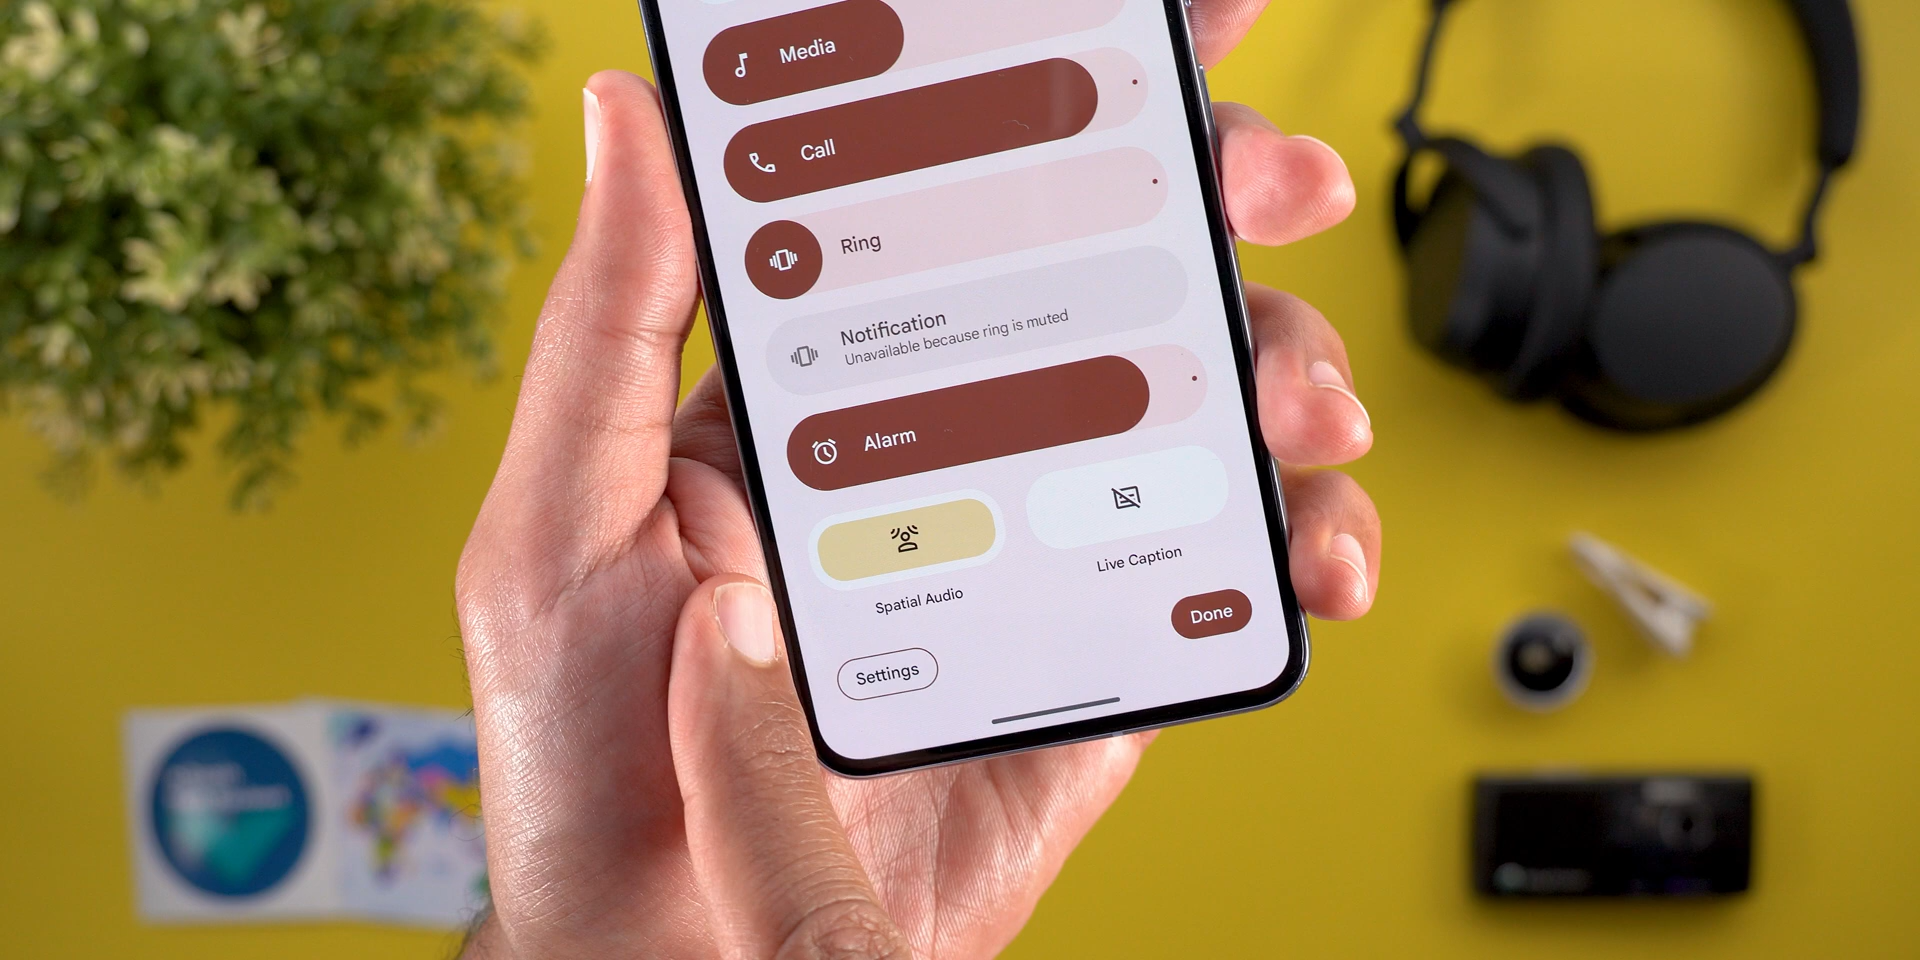 Media
Call
Ring
Notification
Unavailable because ring is muted
Alarm
Spatial Audio
Live Caption
Done
Settings